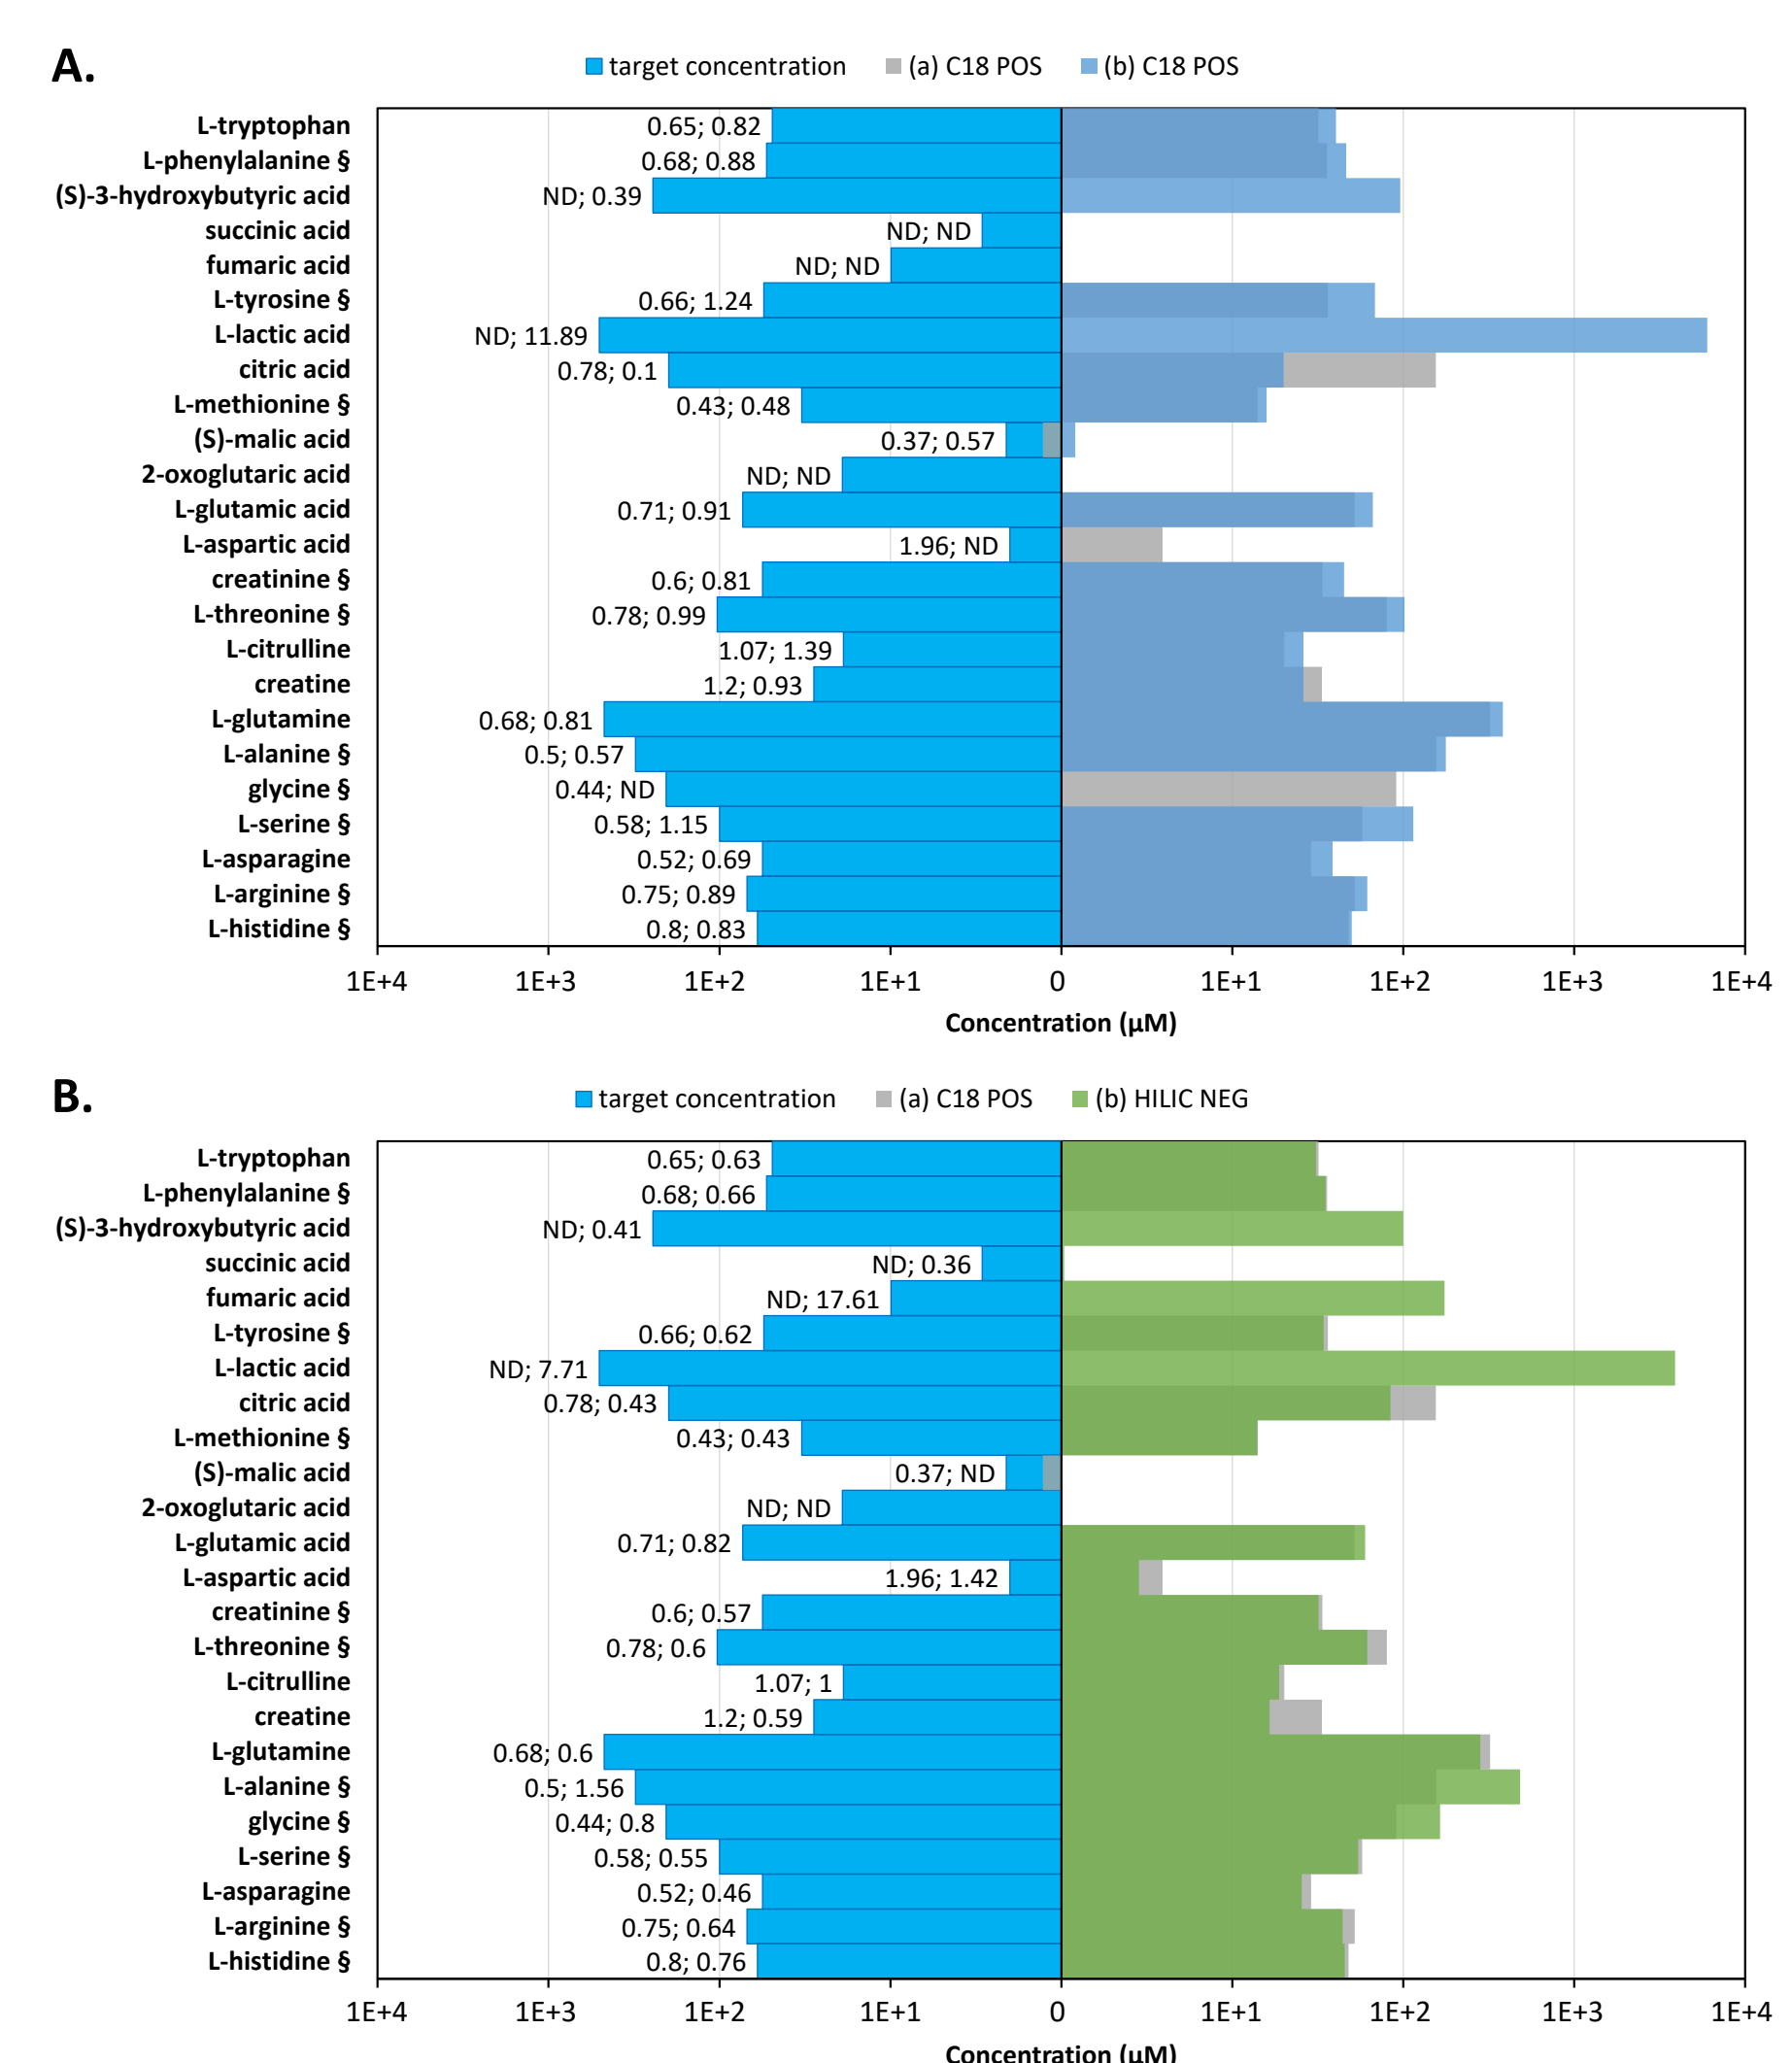 A.
target concentration (a) C18 POS (b) C18 POS
L-tryptophan 0.65; 0.82
L-phenylalanine § 0.68; 0.88
(S)-3-hydroxybutyric acid ND; 0.39
succinic acid ND; ND
fumaric acid ND; ND
L-tyrosine § 0.66; 1.24
L-lactic acid ND; 11.89
citric acid 0.78; 0.1
L-methionine § 0.43; 0.48
(S)-malic acid 0.37; 0.57
2-oxoglutaric acid ND; ND
L-glutamic acid 0.71; 0.91
L-aspartic acid 1.96; ND
creatinine § 0.6; 0.81
L-threonine § 0.78; 0.99
L-citrulline 1.07; 1.39
creatine 1.2; 0.93
L-glutamine 0.68; 0.81
L-alanine § 0.5; 0.57
glycine § 0.44; ND
L-serine § 0.58; 1.15
L-asparagine 0.52; 0.69
L-arginine § 0.75; 0.89
L-histidine § 0.8; 0.83
1E+4 1E+3 1E+2 1E+1 0 1E+1 1E+2 1E+3 1E+4
Concentration (µM)
B.
target concentration (a) C18 POS (b) HILIC NEG
L-tryptophan 0.65; 0.63
L-phenylalanine § 0.68; 0.66
(S)-3-hydroxybutyric acid ND; 0.41
succinic acid ND; 0.36
fumaric acid ND; 17.61
L-tyrosine § 0.66; 0.62
L-lactic acid ND; 7.71
citric acid 0.78; 0.43
L-methionine § 0.43; 0.43
(S)-malic acid 0.37; ND
2-oxoglutaric acid ND; ND
L-glutamic acid 0.71; 0.82
L-aspartic acid 1.96; 1.42
creatinine § 0.6; 0.57
L-threonine § 0.78; 0.6
L-citrulline 1.07; 1
creatine 1.2; 0.59
L-glutamine 0.68; 0.6
L-alanine § 0.5; 1.56
glycine § 0.44; 0.8
L-serine § 0.58; 0.55
L-asparagine 0.52; 0.46
L-arginine § 0.75; 0.64
L-histidine § 0.8; 0.76
1E+4 1E+3 1E+2 1E+1 0 1E+1 1E+2 1E+3 1E+4
Concentration (µM)